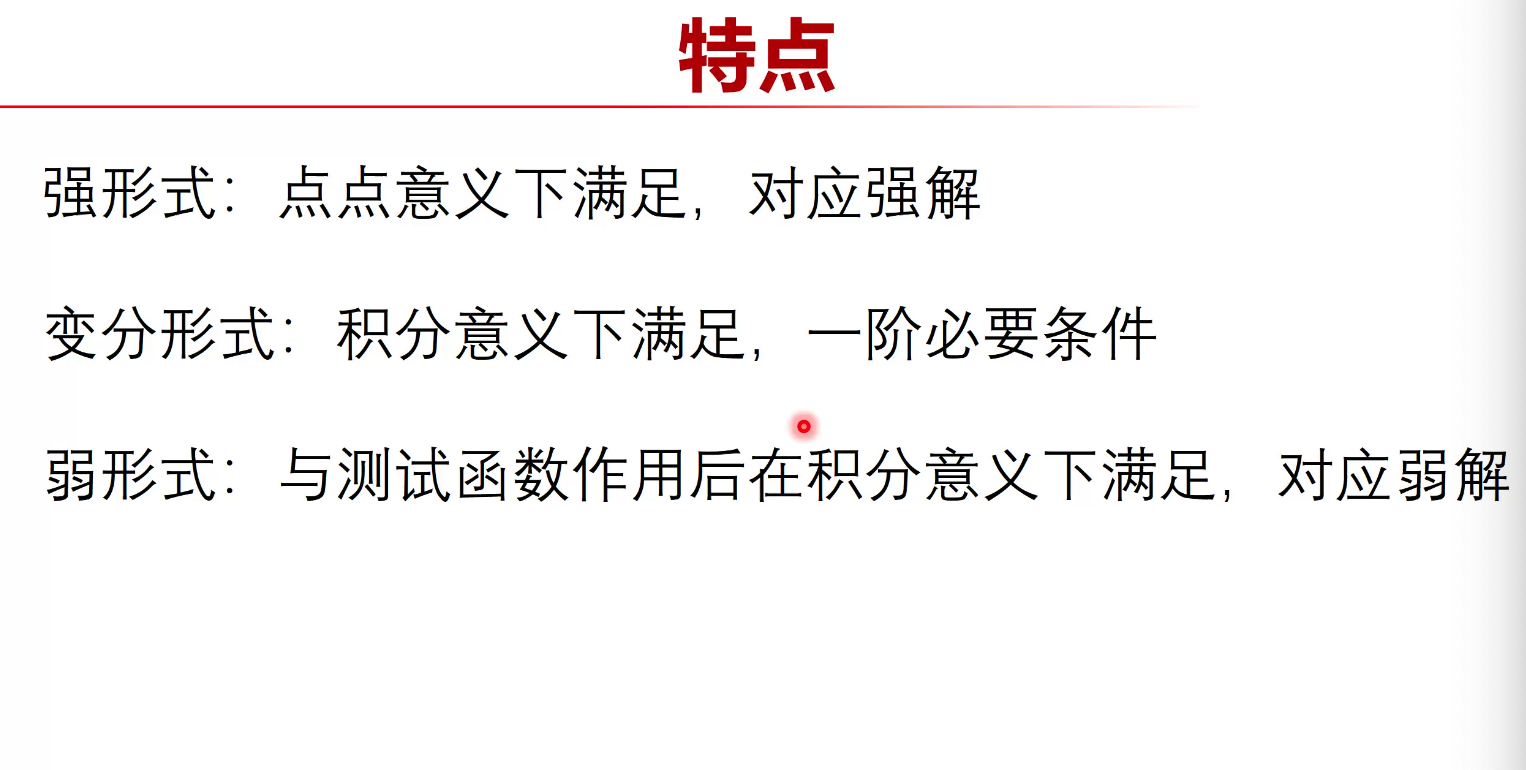 特点
强形式：点点意义下满足，对应强解
变分形式：积分意义下满足，一阶必要条件
弱形式：与测试函数作用后在积分意义下满足，对应弱解